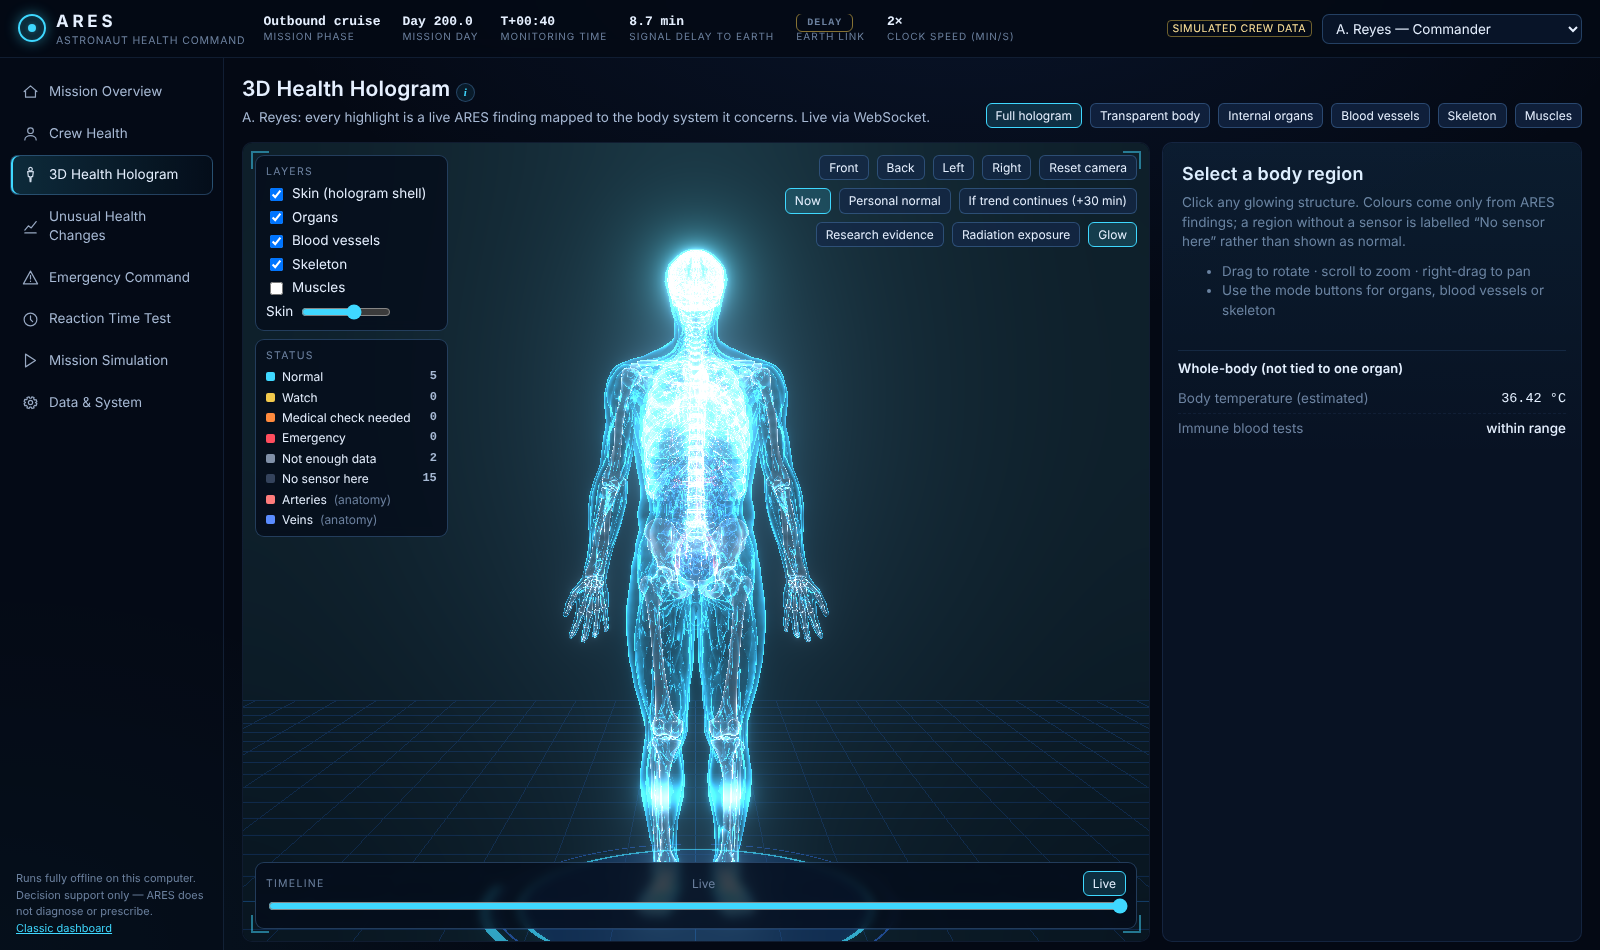 ARES
ASTRONAUT HEALTH COMMAND
Outbound cruise
MISSION PHASE
Day 200.0
MISSION DAY
T+00:40
MONITORING TIME
8.7 min
SIGNAL DELAY TO EARTH
DELAY
EARTH LINK
2×
CLOCK SPEED (MIN/S)
SIMULATED CREW DATA
A. Reyes — Commander
Mission Overview
Crew Health
3D Health Hologram
Unusual Health
Changes
Emergency Command
Reaction Time Test
Mission Simulation
Data & System
Runs fully offline on this computer.
Decision support only — ARES does
not diagnose or prescribe.
Classic dashboard
3D Health Hologram i
A. Reyes: every highlight is a live ARES finding mapped to the body system it concerns. Live via WebSocket.
Full hologram
Transparent body
Internal organs
Blood vessels
Skeleton
Muscles
LAYERS
Skin (hologram shell)
Organs
Blood vessels
Skeleton
Muscles
Skin
STATUS
Normal 5
Watch 0
Medical check needed 0
Emergency 0
Not enough data 2
No sensor here 15
Arteries (anatomy)
Veins (anatomy)
Front
Back
Left
Right
Reset camera
Now
Personal normal
If trend continues (+30 min)
Research evidence
Radiation exposure
Glow
TIMELINE
Live
Live
Select a body region
Click any glowing structure. Colours come only from ARES
findings; a region without a sensor is labelled “No sensor
here” rather than shown as normal.
• Drag to rotate · scroll to zoom · right-drag to pan
• Use the mode buttons for organs, blood vessels or
skeleton
Whole-body (not tied to one organ)
Body temperature (estimated) 36.42 °C
Immune blood tests within range